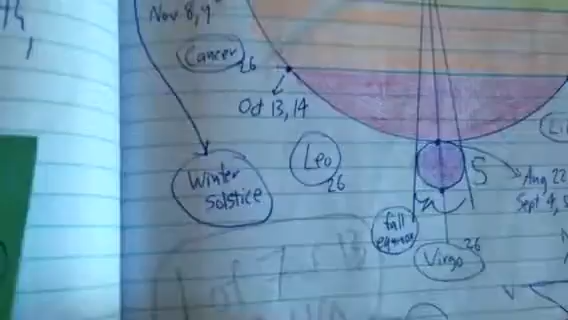 Nov 8, 9
Cancer
26
Oct 13, 14
Leo
26
Winter
solstice
S
Aug 22
Sept 4, 5
fall
equinox
Virgo
26
Li